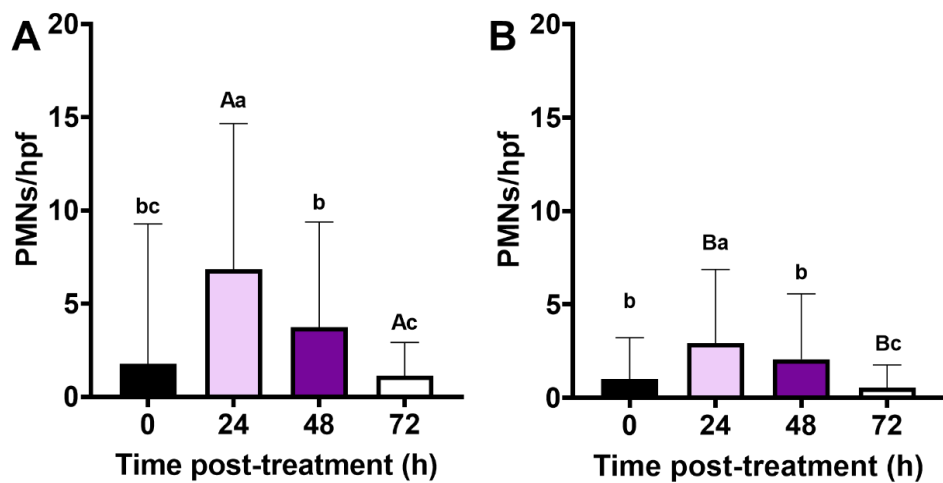 A
PMNs/hpf
20
15
10
5
0
bc
Aa
b
Ac
0 24 48 72
Time post-treatment (h)
B
PMNs/hpf
20
15
10
5
0
b
Ba
b
Bc
0 24 48 72
Time post-treatment (h)